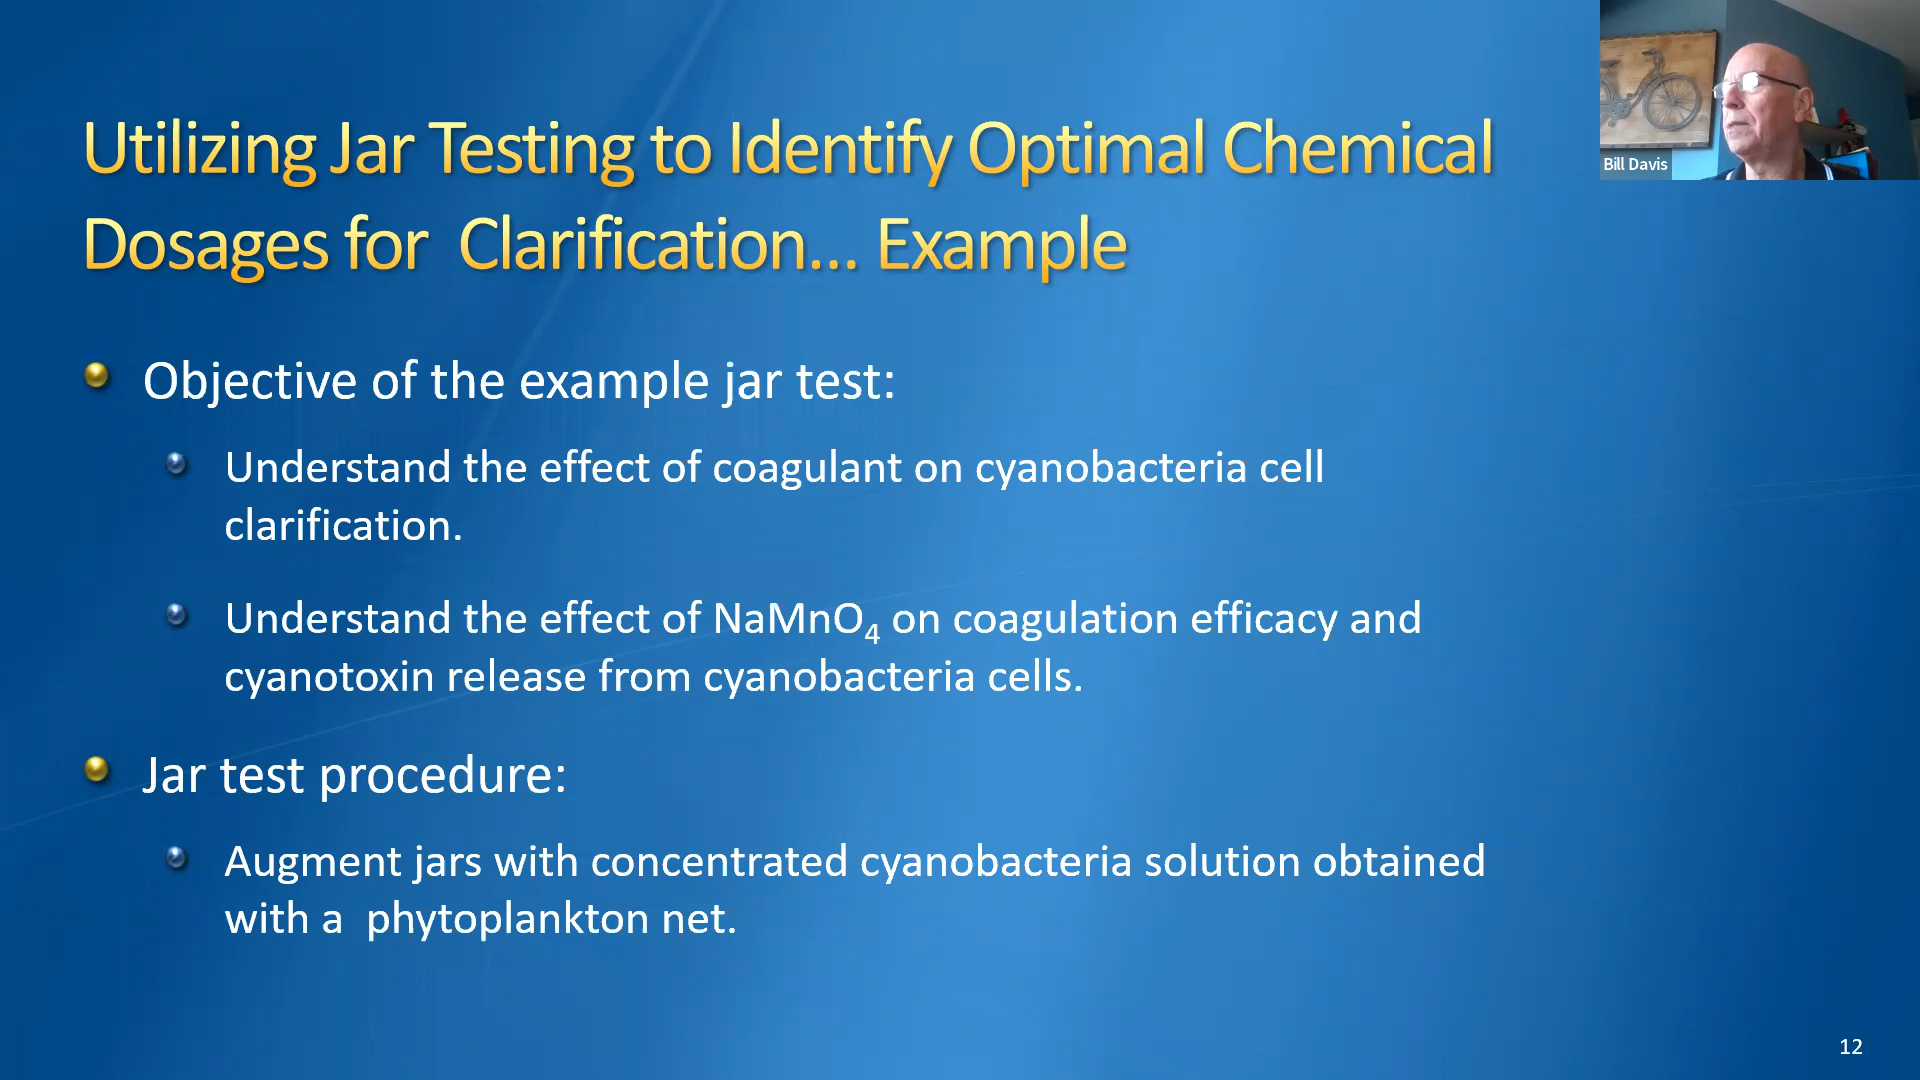 Utilizing Jar Testing to Identify Optimal Chemical
Dosages for  Clarification... Example
Bill Davis
Objective of the example jar test:
Understand the effect of coagulant on cyanobacteria cell
clarification.
Understand the effect of NaMnO₄ on coagulation efficacy and
cyanotoxin release from cyanobacteria cells.
Jar test procedure:
Augment jars with concentrated cyanobacteria solution obtained
with a  phytoplankton net.
12